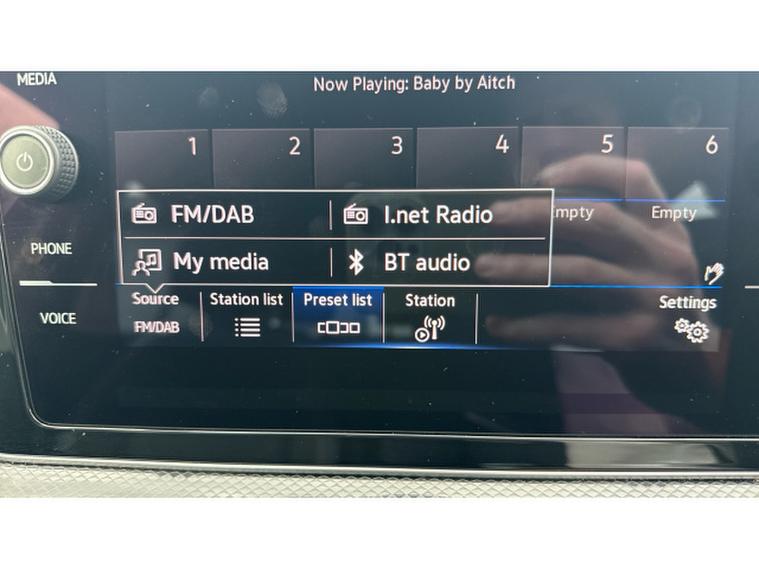 MEDIA
Now Playing: Baby by Aitch
1 2 3 4 5 6
FM/DAB I.net Radio
Empty Empty
PHONE
My media BT audio
Source Station list Preset list Station Settings
VOICE
FM/DAB